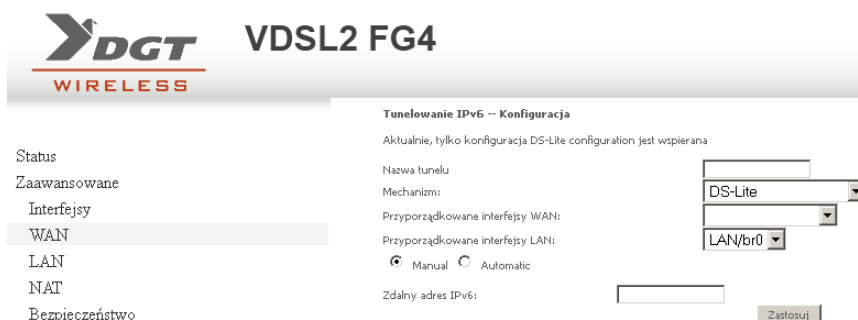 DGT
WIRELESS
VDSL2 FG4
Status
Zaawansowane
Interfejsy
WAN
LAN
NAT
Bezpieczeństwo
Tunelowanie IPv6 -- Konfiguracja
Aktualnie, tylko konfiguracja DS-Lite configuration jest wspierana
Nazwa tunelu
Mechanizm: DS-Lite
Przyporządkowane interfejsy WAN:
Przyporządkowane interfejsy LAN: LAN/br0
Manual Automatic
Zdalny adres IPv6:
Zastosuj